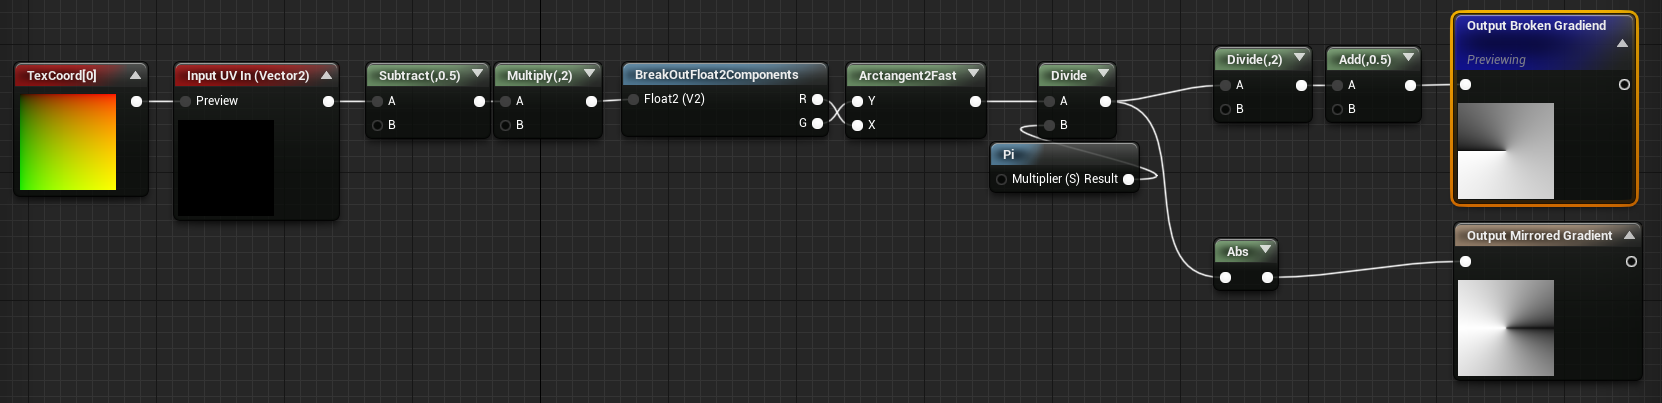 TexCoord[0]
Input UV In (Vector2)
Preview
Subtract(,0.5)
A
B
Multiply(,2)
A
B
BreakOutFloat2Components
Float2 (V2)
R
G
Arctangent2Fast
Y
X
Divide
A
B
Pi
Multiplier (S) Result
Divide(,2)
A
B
Add(,0.5)
A
B
Output Broken Gradiend
Previewing
Abs
Output Mirrored Gradient